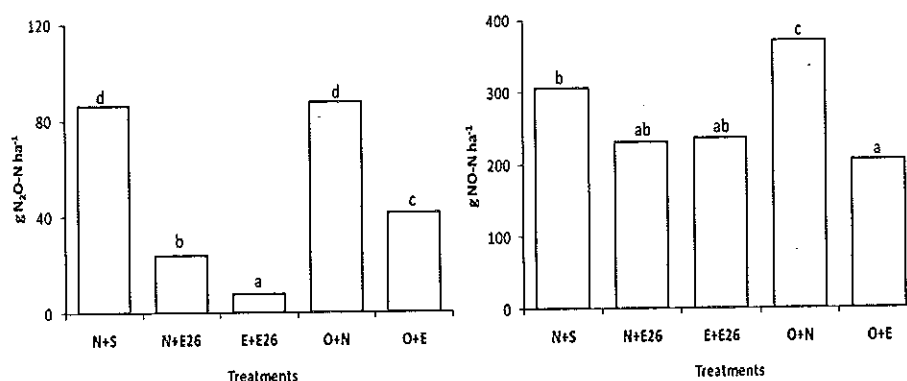 g N₂O-N ha⁻¹
120
80
40
0
d
b
a
d
c
N+S N+E26 E+E26 O+N O+E
Treatments
g NO-N ha⁻¹
400
300
200
100
0
b
ab
ab
c
a
N+S N+E26 E+E26 O+N O+E
Treatments